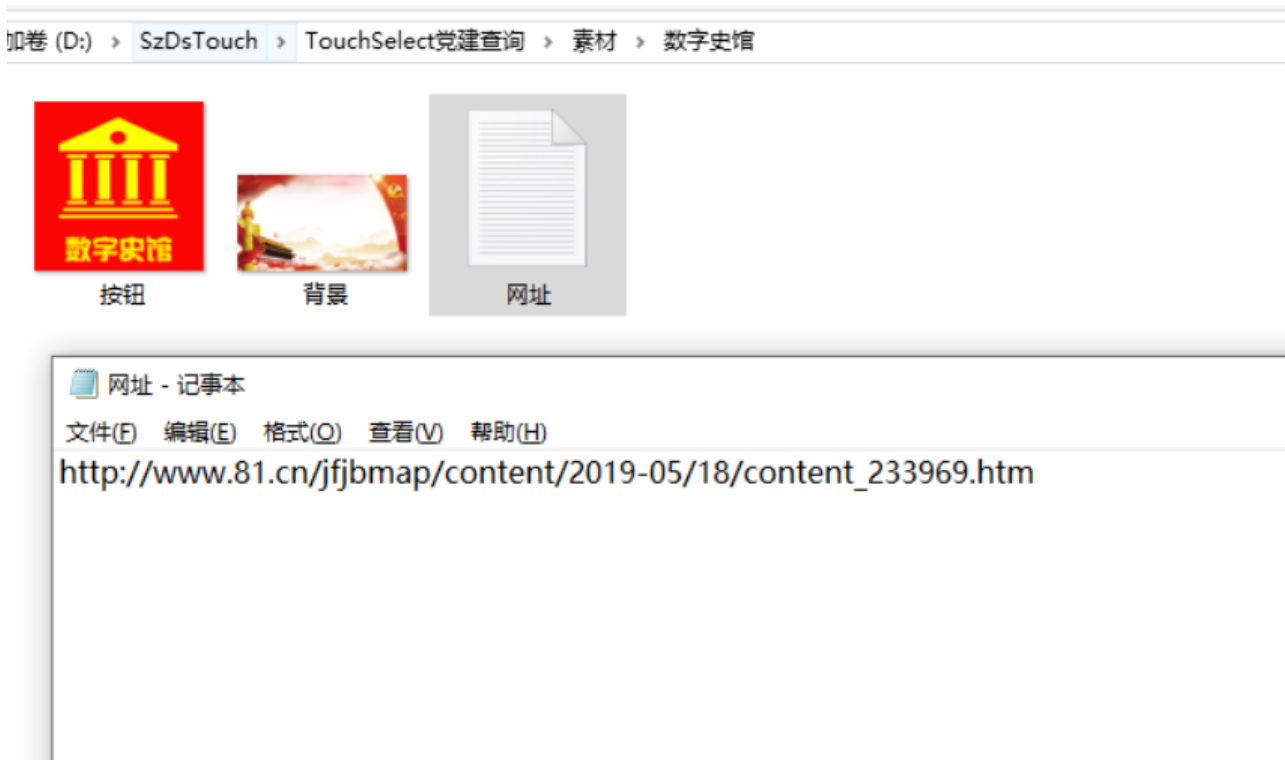 加卷 (D:) › SzDsTouch › TouchSelect党建查询 › 素材 › 数字史馆
数字史馆
按钮 背景 网址
网址 - 记事本
文件(F) 编辑(E) 格式(O) 查看(V) 帮助(H)
http://www.81.cn/jfjbmap/content/2019-05/18/content_233969.htm